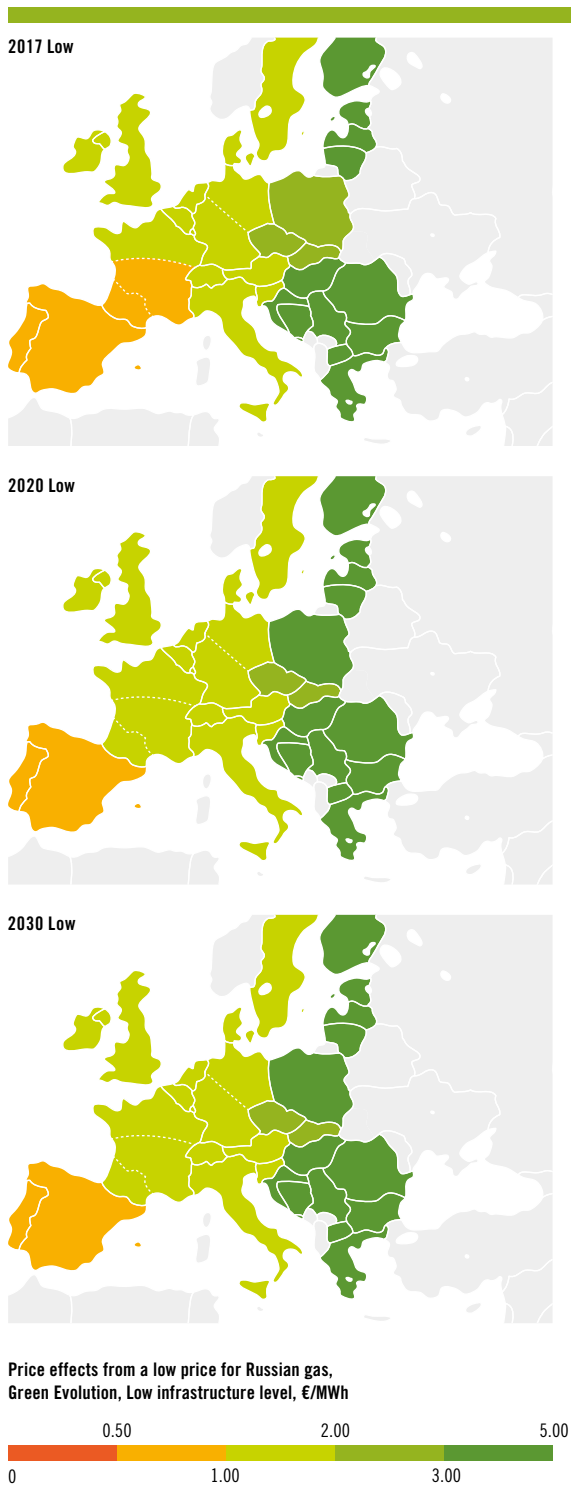 2017 Low
2020 Low
2030 Low
Price effects from a low price for Russian gas,
Green Evolution, Low infrastructure level, €/MWh
0.50 2.00 5.00
0 1.00 3.00